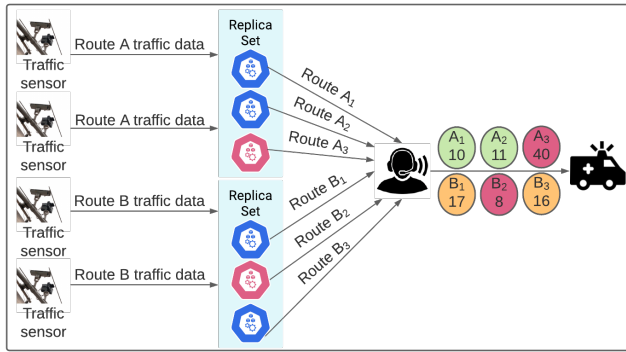 Replica
Set
Route A traffic data
Traffic
sensor
Route A traffic data
Traffic
sensor
Route A₁
Route A₂
Route A₃
Route B traffic data
Traffic
sensor
Route B traffic data
Traffic
sensor
Replica
Set
Route B₁
Route B₂
Route B₃
A₁
10
A₂
11
A₃
40
B₁
17
B₂
8
B₃
16